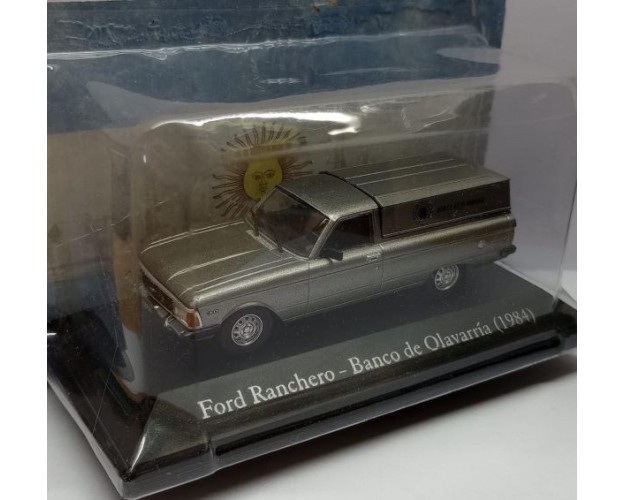 Ford Ranchero – Banco de Olavarría (1984)